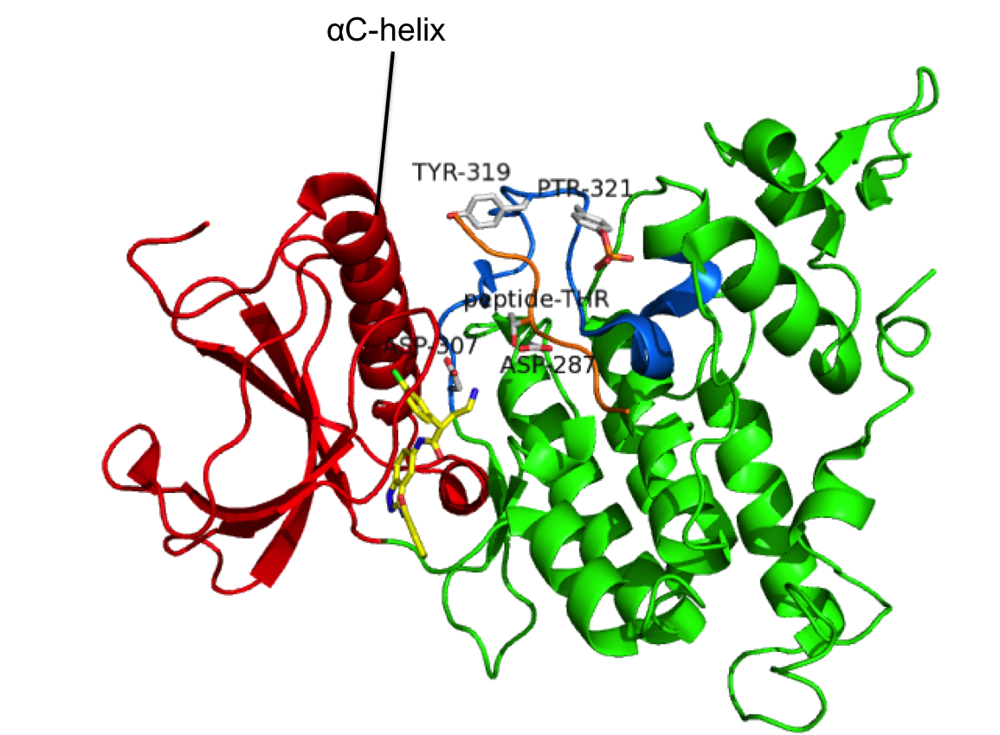 αC-helix
TYR-319
PTR-321
peptide-THR
ASP-307
ASP-287